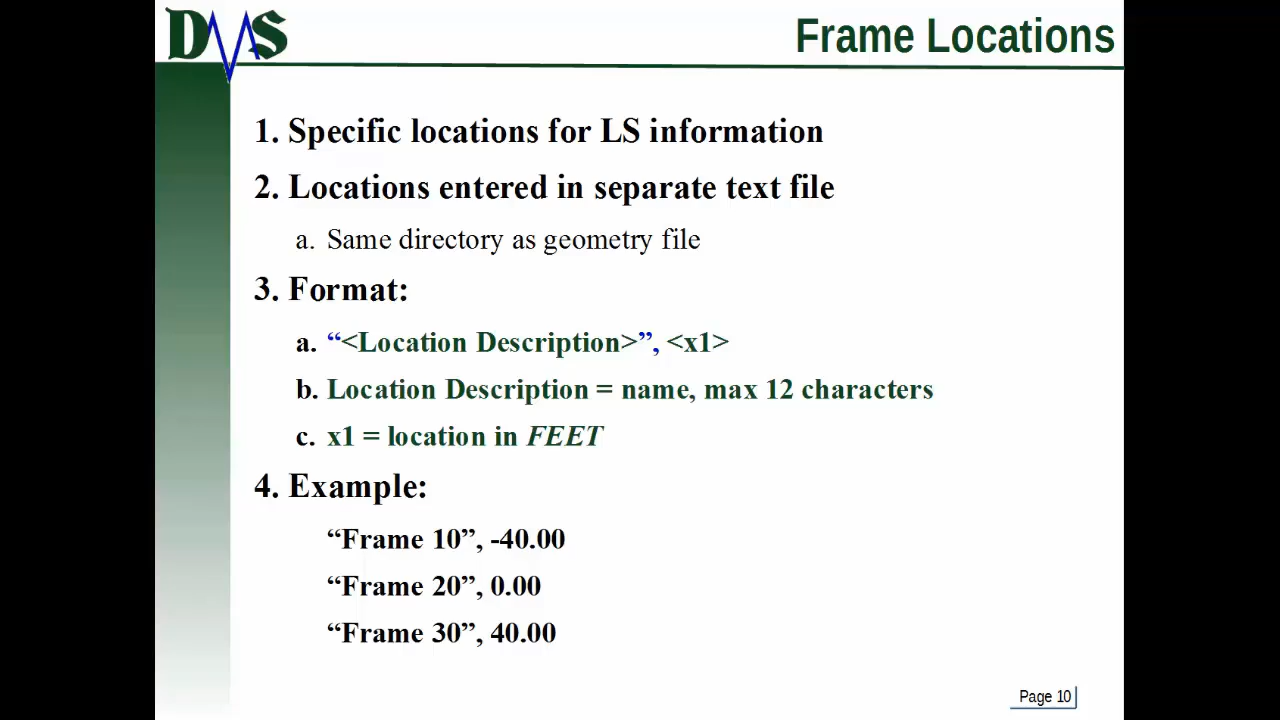 DMS
Frame Locations
1. Specific locations for LS information
2. Locations entered in separate text file
a. Same directory as geometry file
3. Format:
a. “<Location Description>”, <x1>
b. Location Description = name, max 12 characters
c. x1 = location in FEET
4. Example:
“Frame 10”, -40.00
“Frame 20”, 0.00
“Frame 30”, 40.00
Page 10